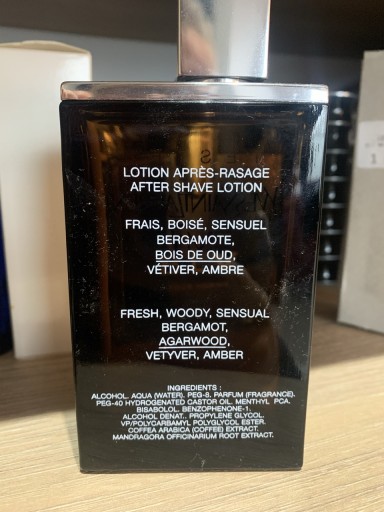 LOTION APRÈS-RASAGE
AFTER SHAVE LOTION
FRAIS, BOISÉ, SENSUEL
BERGAMOTE,
BOIS DE OUD,
VÉTIVER, AMBRE
FRESH, WOODY, SENSUAL
BERGAMOT,
AGARWOOD,
VETYVER, AMBER
INGREDIENTS :
ALCOHOL. AQUA (WATER). PEG-8. PARFUM (FRAGRANCE).
PEG-40 HYDROGENATED CASTOR OIL. MENTHYL PCA.
BISABOLOL. BENZOPHENONE-1.
ALCOHOL DENAT.. PROPYLENE GLYCOL.
VP/POLYCARBAMYL POLYGLYCOL ESTER.
COFFEA ARABICA (COFFEE) EXTRACT.
MANDRAGORA OFFICINARUM ROOT EXTRACT.